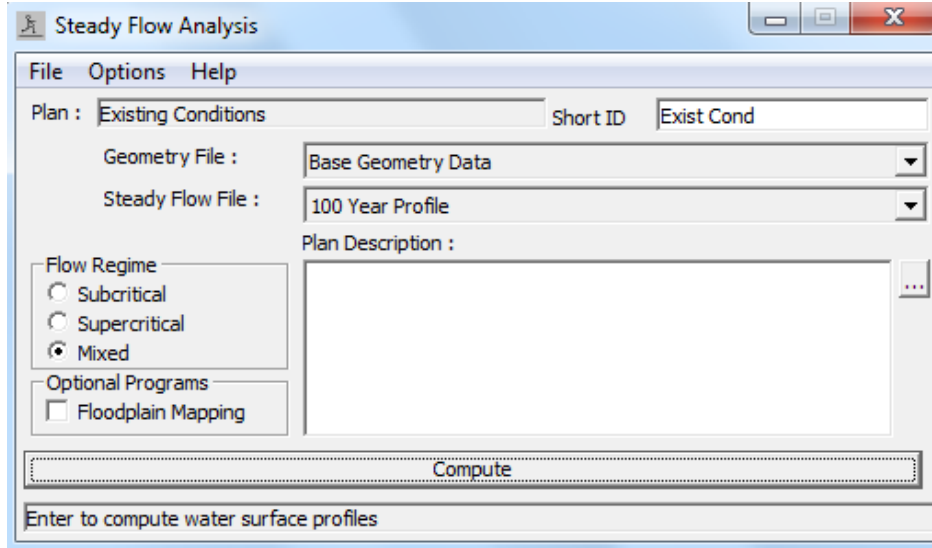 Steady Flow Analysis
File Options Help
Plan : Existing Conditions Short ID Exist Cond
Geometry File : Base Geometry Data
Steady Flow File : 100 Year Profile
Plan Description :
Flow Regime
Subcritical
...
Supercritical
Mixed
Optional Programs
Floodplain Mapping
Compute
Enter to compute water surface profiles